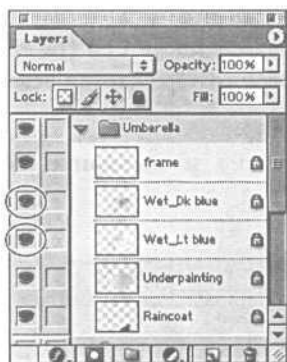 Layers
Normal Opacity: 100%
Lock: Fill: 100%
Umberella
frame
Wet_Dk blue
Wet_Lt blue
Underpainting
Raincoat